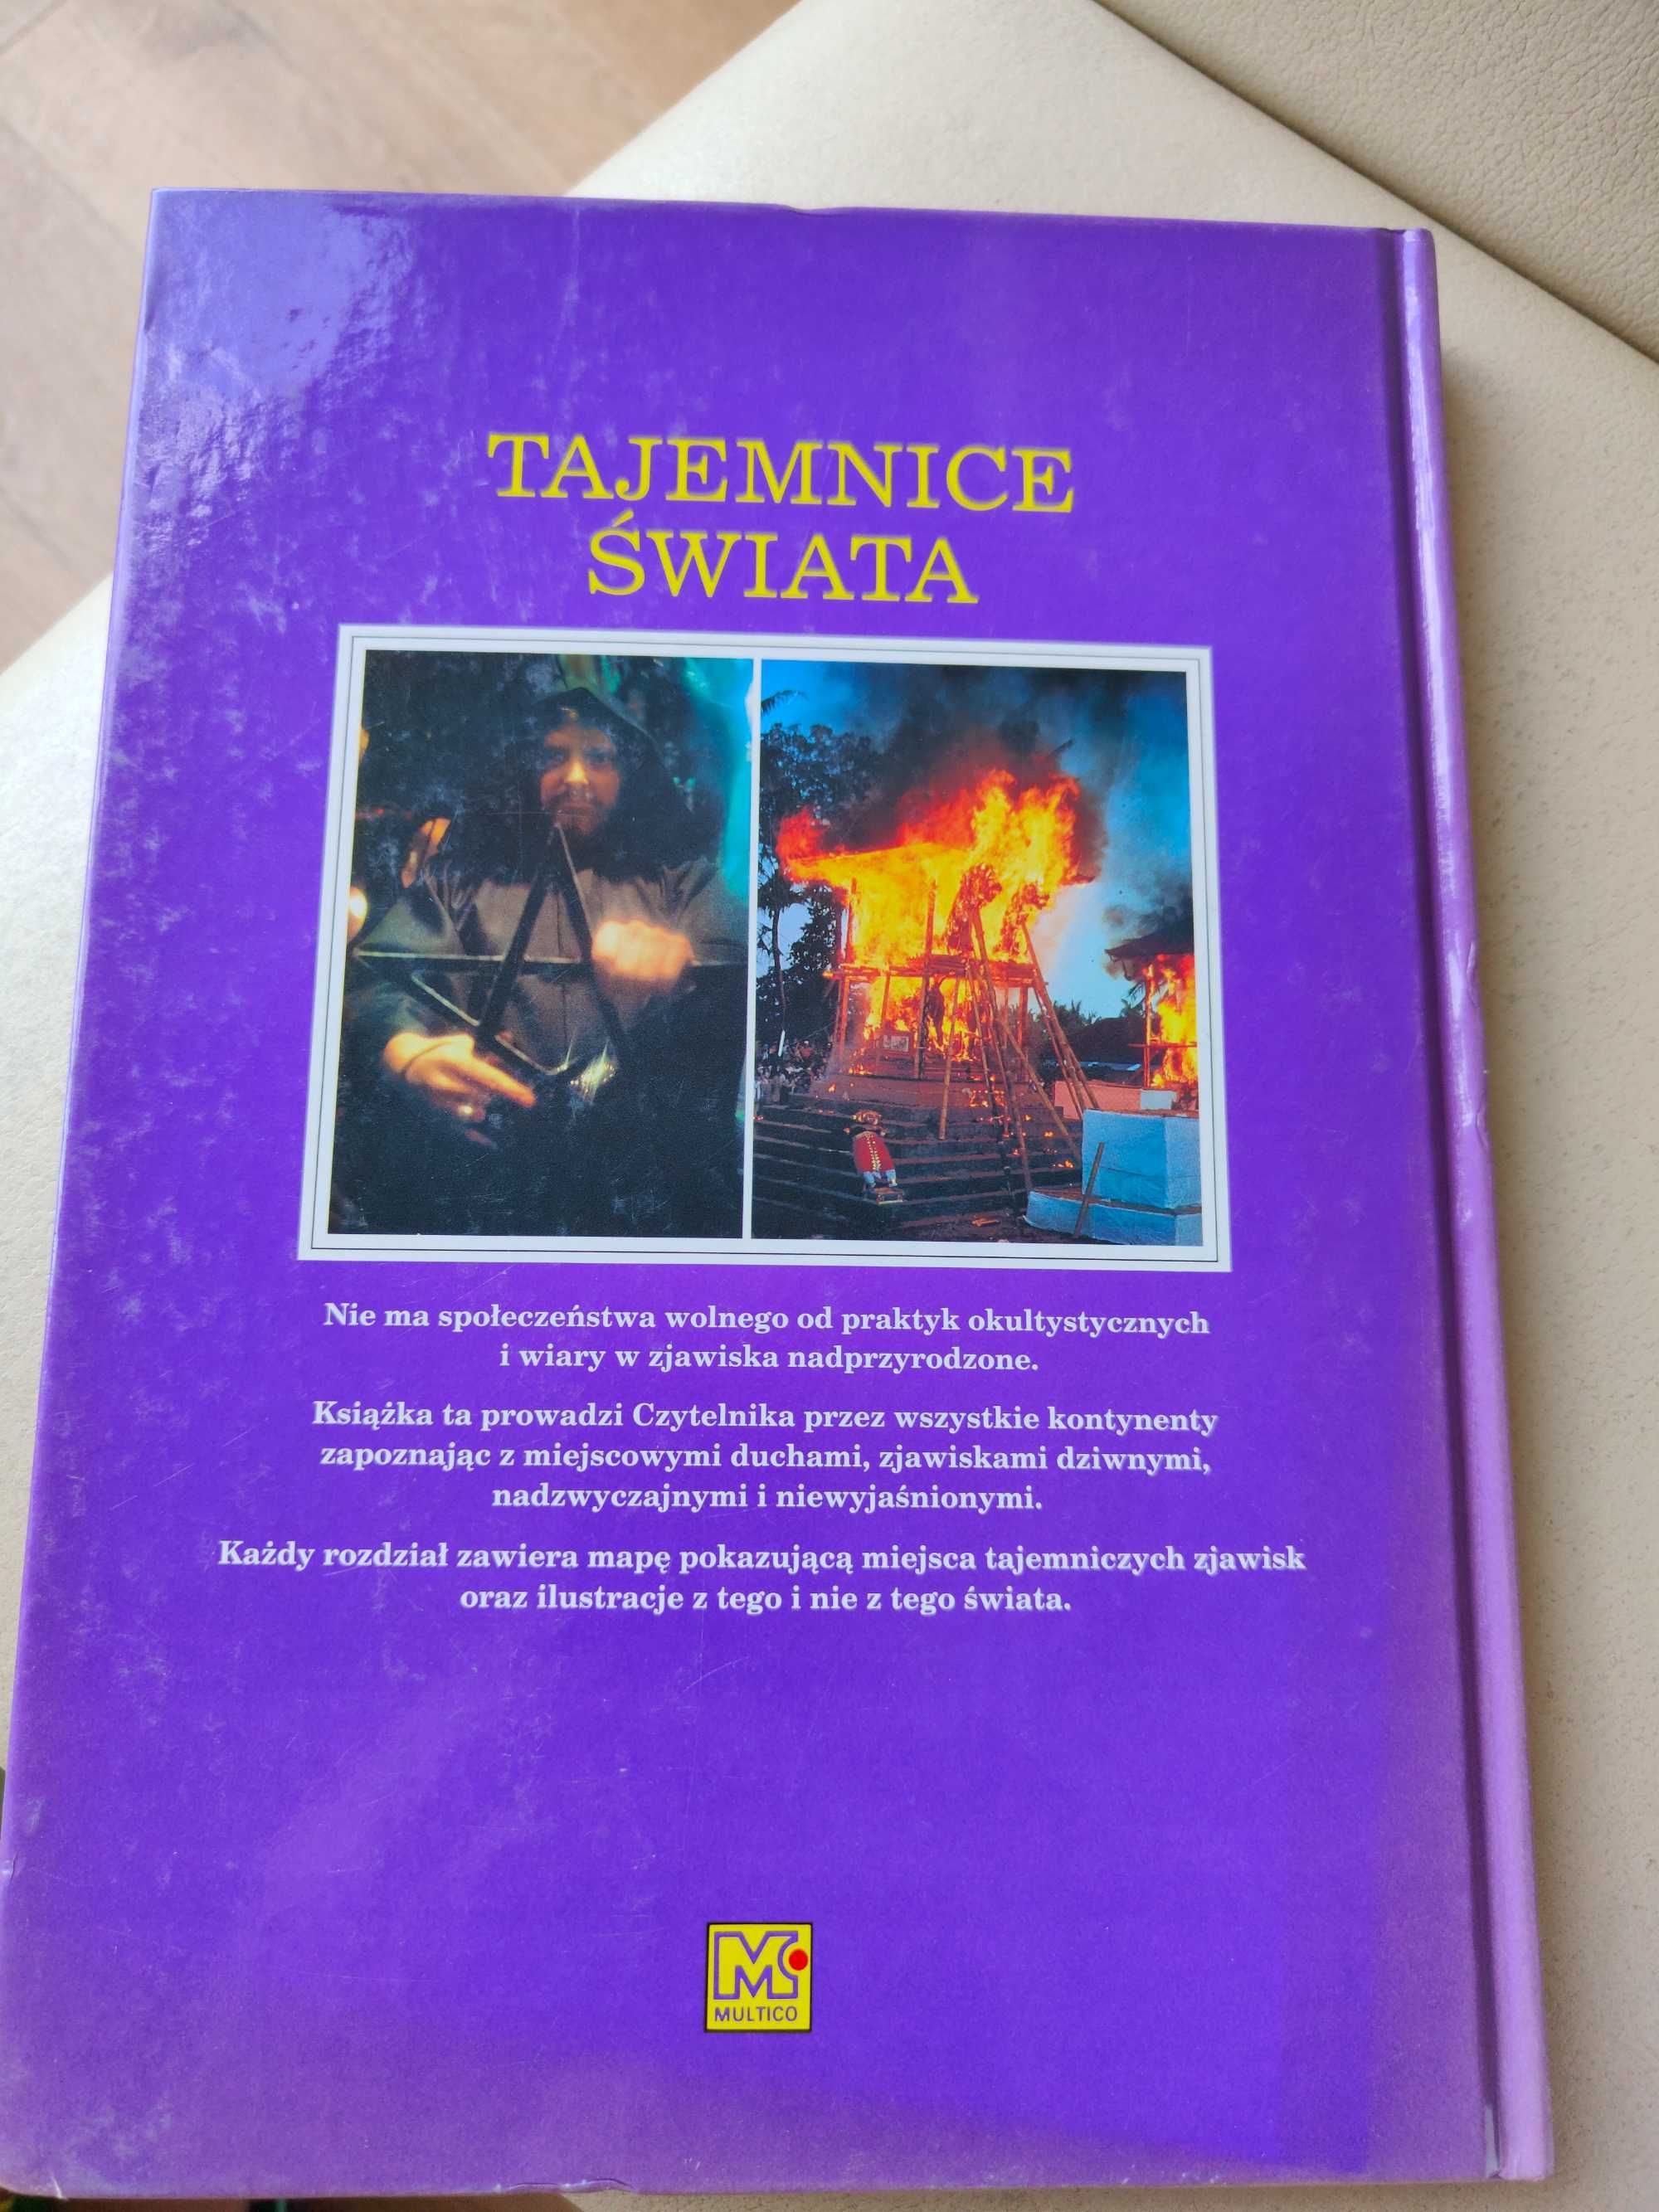 TAJEMNICE
ŚWIATA
Nie ma społeczeństwa wolnego od praktyk okultystycznych
i wiary w zjawiska nadprzyrodzone.
Książka ta prowadzi Czytelnika przez wszystkie kontynenty
zapoznając z miejscowymi duchami, zjawiskami dziwnymi,
nadzwyczajnymi i niewyjaśnionymi.
Każdy rozdział zawiera mapę pokazującą miejsca tajemniczych zjawisk
oraz ilustracje z tego i nie z tego świata.
MC
MULTICO